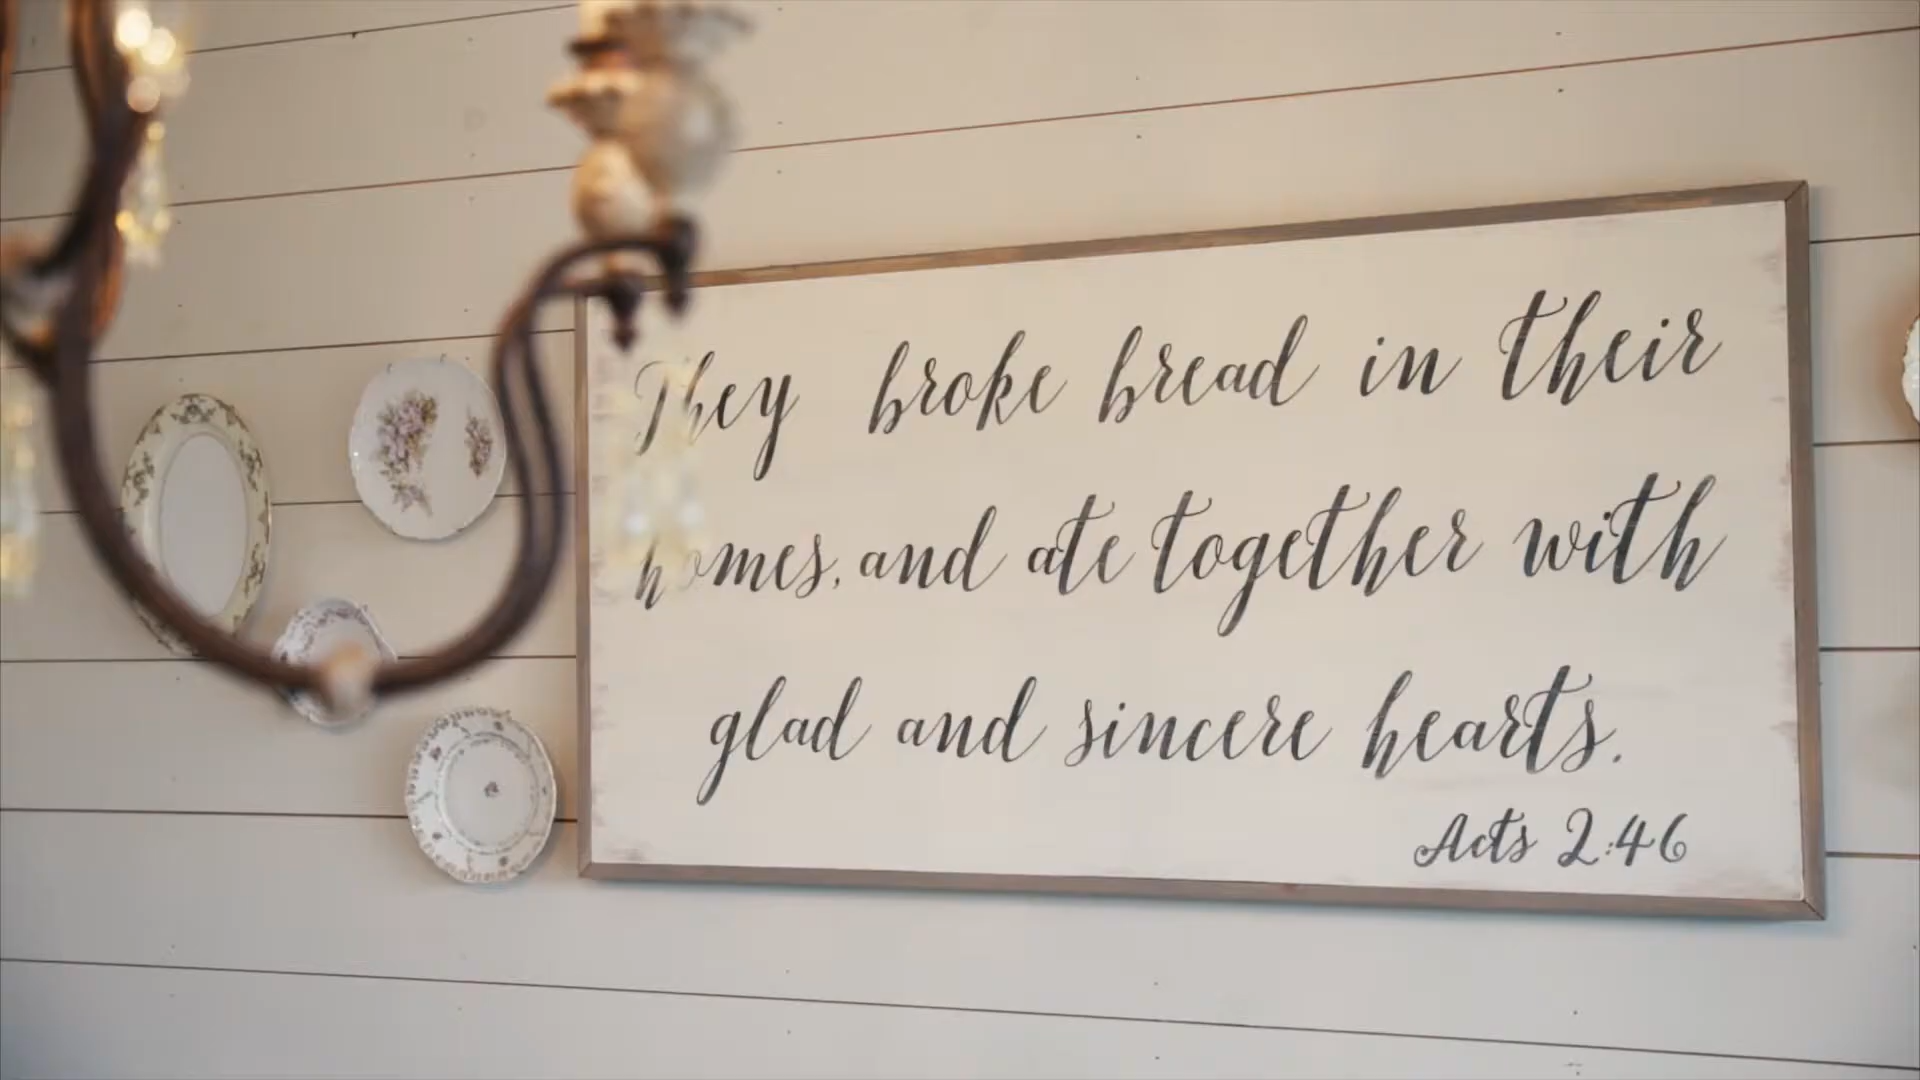 They broke bread in their
homes, and ate together with
glad and sincere hearts.
Acts 2:46